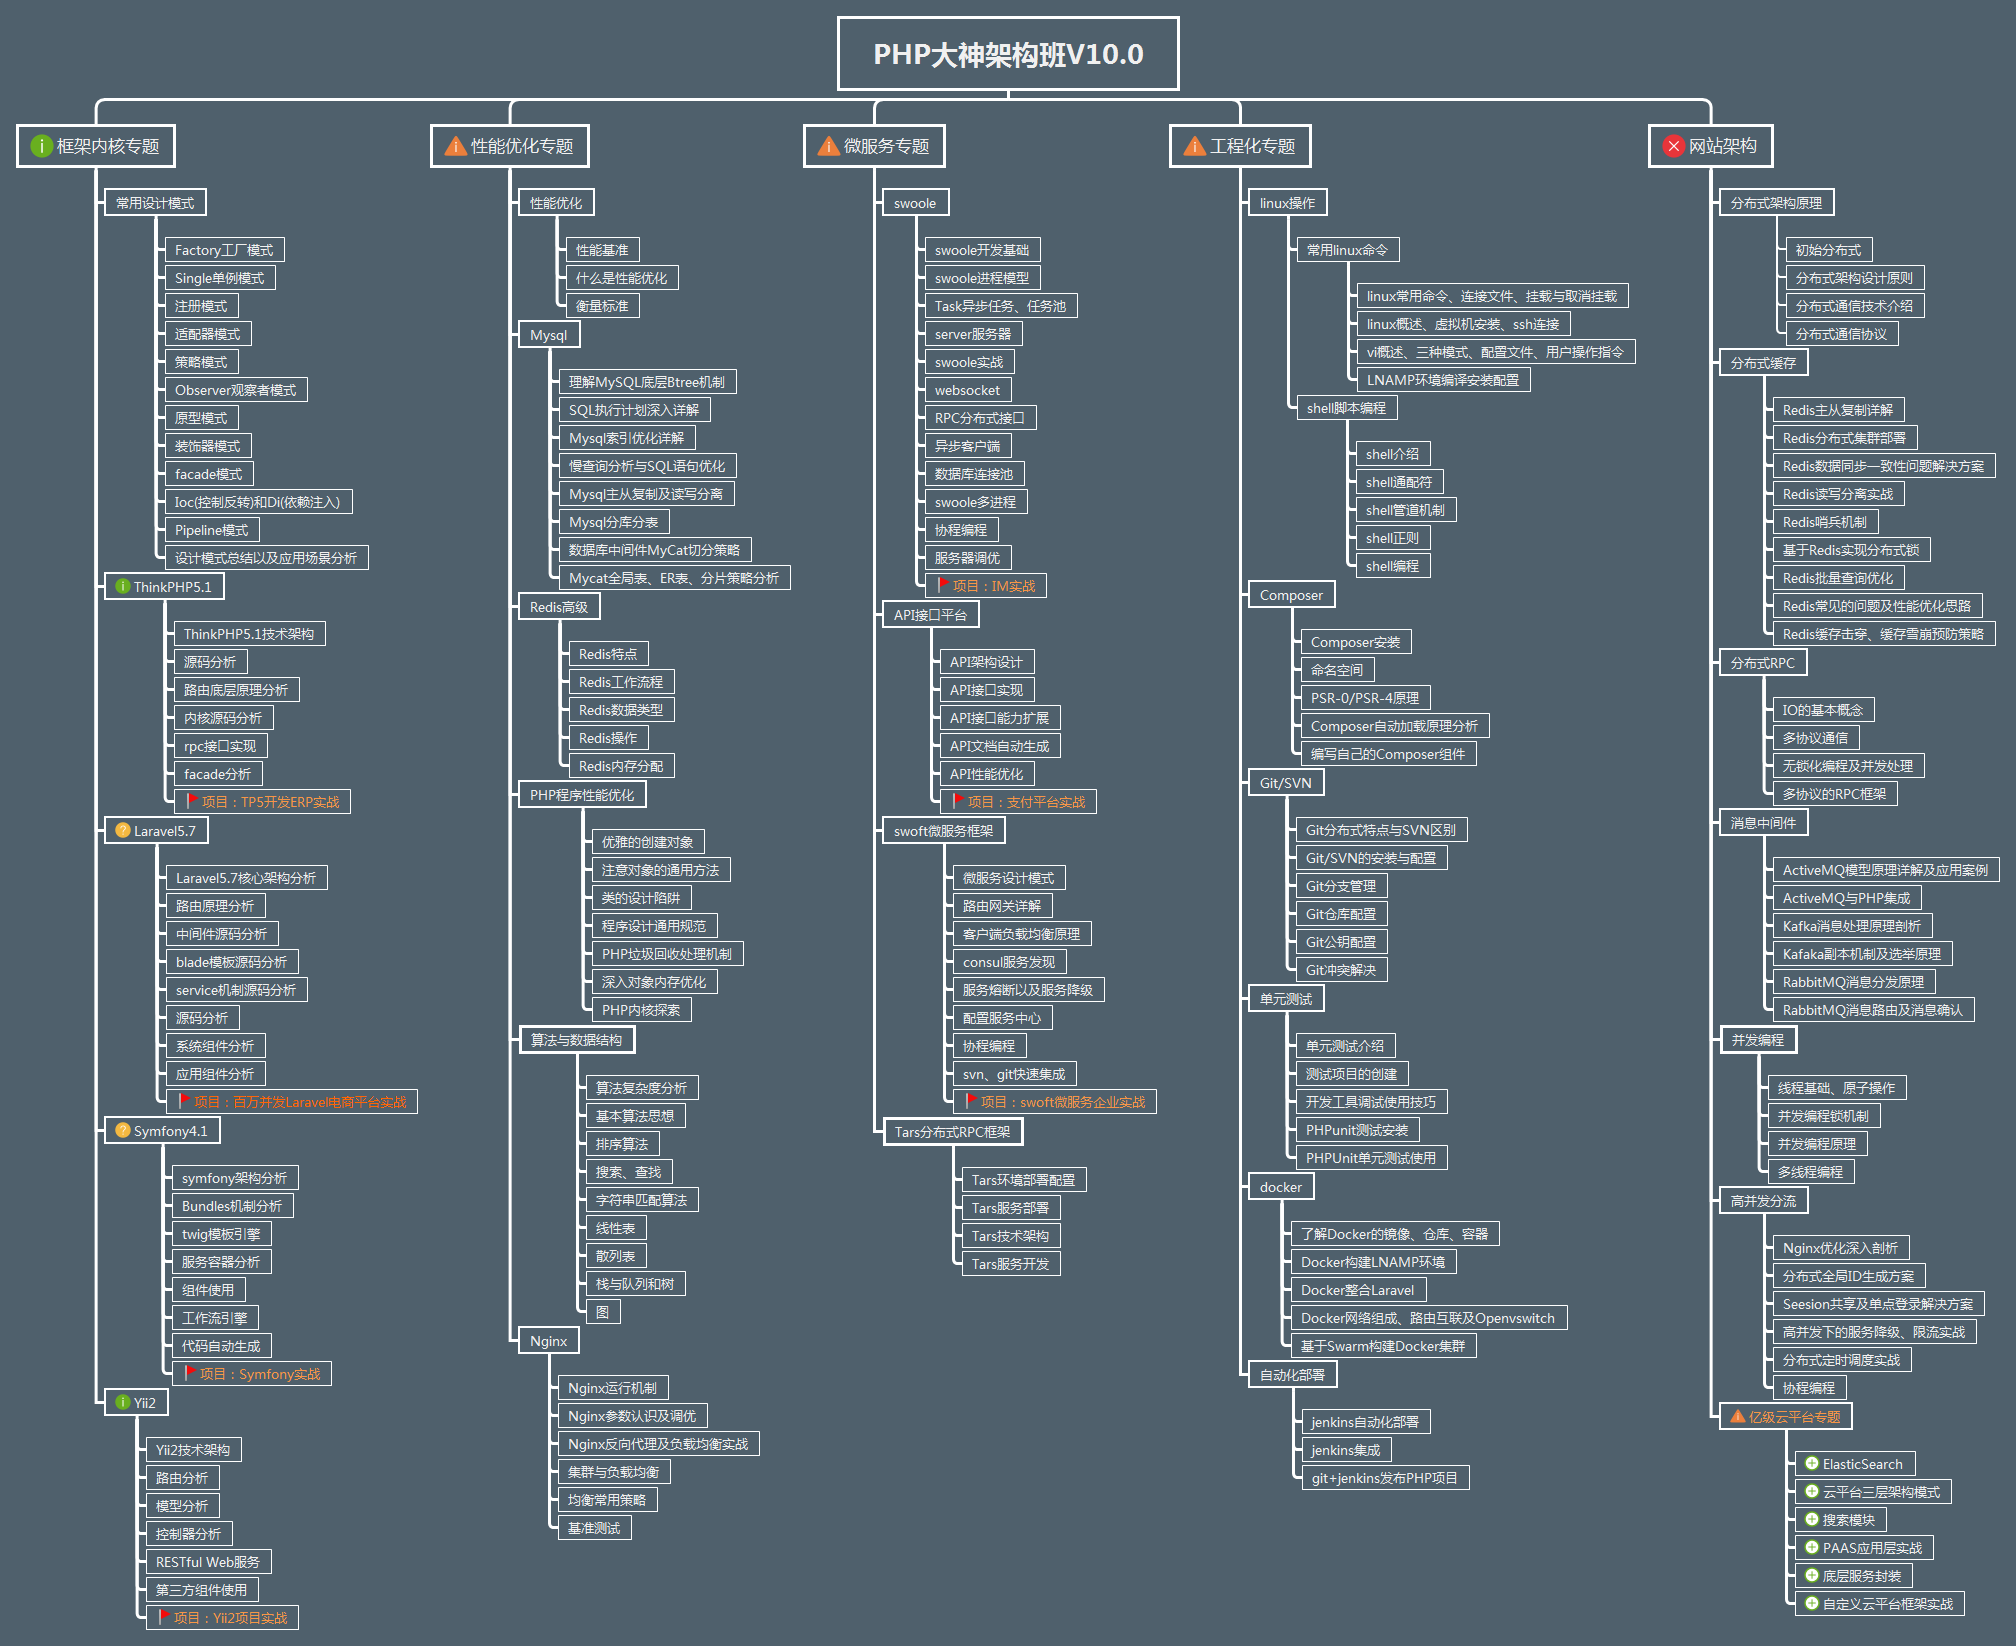 PHP大神架构班V10.0
框架内核专题
常用设计模式
Factory工厂模式
Single单例模式
注册模式
适配器模式
策略模式
Observer观察者模式
原型模式
装饰器模式
facade模式
Ioc(控制反转)和Di(依赖注入)
Pipeline模式
设计模式总结以及应用场景分析
ThinkPHP5.1
ThinkPHP5.1技术架构
源码分析
路由底层原理分析
内核源码分析
rpc接口实现
facade分析
项目：TP5开发ERP实战
Laravel5.7
Laravel5.7核心架构分析
路由原理分析
中间件源码分析
blade模板源码分析
service机制源码分析
源码分析
系统组件分析
应用组件分析
项目：百万并发Laravel电商平台实战
Symfony4.1
symfony架构分析
Bundles机制分析
twig模板引擎
服务容器分析
组件使用
工作流引擎
代码自动生成
项目：Symfony实战
Yii2
Yii2技术架构
路由分析
模型分析
控制器分析
RESTful Web服务
第三方组件使用
项目：Yii2项目实战
性能优化专题
性能优化
性能基准
什么是性能优化
衡量标准
Mysql
理解MySQL底层Btree机制
SQL执行计划深入详解
Mysql索引优化详解
慢查询分析与SQL语句优化
Mysql主从复制及读写分离
Mysql分库分表
数据库中间件MyCat切分策略
Mycat全局表、ER表、分片策略分析
Redis高级
Redis特点
Redis工作流程
Redis数据类型
Redis操作
Redis内存分配
PHP程序性能优化
优雅的创建对象
注意对象的通用方法
类的设计陷阱
程序设计通用规范
PHP垃圾回收处理机制
深入对象内存优化
PHP内核探索
算法与数据结构
算法复杂度分析
基本算法思想
排序算法
搜索、查找
字符串匹配算法
线性表
散列表
栈与队列和树
图
Nginx
Nginx运行机制
Nginx参数认识及调优
Nginx反向代理及负载均衡实战
集群与负载均衡
均衡常用策略
基准测试
微服务专题
swoole
swoole开发基础
swoole进程模型
Task异步任务、任务池
server服务器
swoole实战
websocket
RPC分布式接口
异步客户端
数据库连接池
swoole多进程
协程编程
服务器调优
项目：IM实战
API接口平台
API架构设计
API接口实现
API接口能力扩展
API文档自动生成
API性能优化
项目：支付平台实战
swoft微服务框架
微服务设计模式
路由网关详解
客户端负载均衡原理
consul服务发现
服务熔断以及服务降级
配置服务中心
协程编程
svn、git快速集成
项目：swoft微服务企业实战
Tars分布式RPC框架
Tars环境部署配置
Tars服务部署
Tars技术架构
Tars服务开发
工程化专题
linux操作
常用linux命令
linux常用命令、连接文件、挂载与取消挂载
linux概述、虚拟机安装、ssh连接
vi概述、三种模式、配置文件、用户操作指令
LNAMP环境编译安装配置
shell脚本编程
shell介绍
shell通配符
shell管道机制
shell正则
shell编程
Composer
Composer安装
命名空间
PSR-0/PSR-4原理
Composer自动加载原理分析
编写自己的Composer组件
Git/SVN
Git分布式特点与SVN区别
Git/SVN的安装与配置
Git分支管理
Git仓库配置
Git公钥配置
Git冲突解决
单元测试
单元测试介绍
测试项目的创建
开发工具调试使用技巧
PHPunit测试安装
PHPUnit单元测试使用
docker
了解Docker的镜像、仓库、容器
Docker构建LNAMP环境
Docker整合Laravel
Docker网络组成、路由互联及Openvswitch
基于Swarm构建Docker集群
自动化部署
jenkins自动化部署
jenkins集成
git+jenkins发布PHP项目
网站架构
分布式架构原理
初始分布式
分布式架构设计原则
分布式通信技术介绍
分布式通信协议
分布式缓存
Redis主从复制详解
Redis分布式集群部署
Redis数据同步一致性问题解决方案
Redis读写分离实战
Redis哨兵机制
基于Redis实现分布式锁
Redis批量查询优化
Redis常见的问题及性能优化思路
Redis缓存击穿、缓存雪崩预防策略
分布式RPC
IO的基本概念
多协议通信
无锁化编程及并发处理
多协议的RPC框架
消息中间件
ActiveMQ模型原理详解及应用案例
ActiveMQ与PHP集成
Kafka消息处理原理剖析
Kafaka副本机制及选举原理
RabbitMQ消息分发原理
RabbitMQ消息路由及消息确认
并发编程
线程基础、原子操作
并发编程锁机制
并发编程原理
多线程编程
高并发分流
Nginx优化深入剖析
分布式全局ID生成方案
Seesion共享及单点登录解决方案
高并发下的服务降级、限流实战
分布式定时调度实战
协程编程
亿级云平台专题
ElasticSearch
云平台三层架构模式
搜索模块
PAAS应用层实战
底层服务封装
自定义云平台框架实战